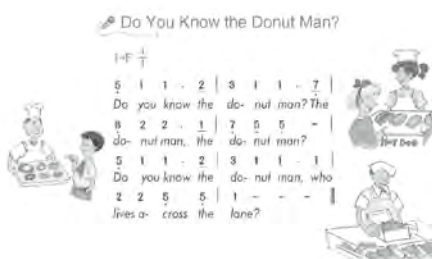 Do You Know the Donut Man?
1=F 4/4
5 1 1 . 2 | 3 1 1 . 7 |
Do you know the do- nut man? The
6 2 2 . 1 | 7 5 5 - |
do- nut man, the do- nut man?
5 1 1 . 2 | 3 1 1 . 1 |
Do you know the do- nut man, who
2 2 5 5 | 1 - - - ‖
lives a- cross the lane?
Hot Dog